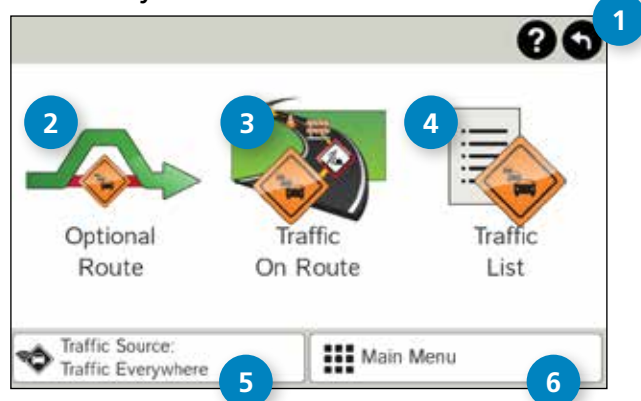 1
?
2
3
4
Optional
Route
Traffic
On Route
Traffic
List
Traffic Source:
Traffic Everywhere
Main Menu
5
6